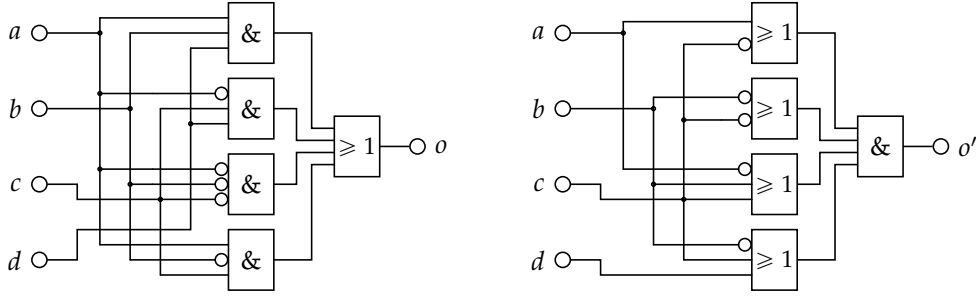 a & a ⩾ 1
b & b ⩾ 1
⩾ 1 o & o′
c & c ⩾ 1
d & d ⩾ 1